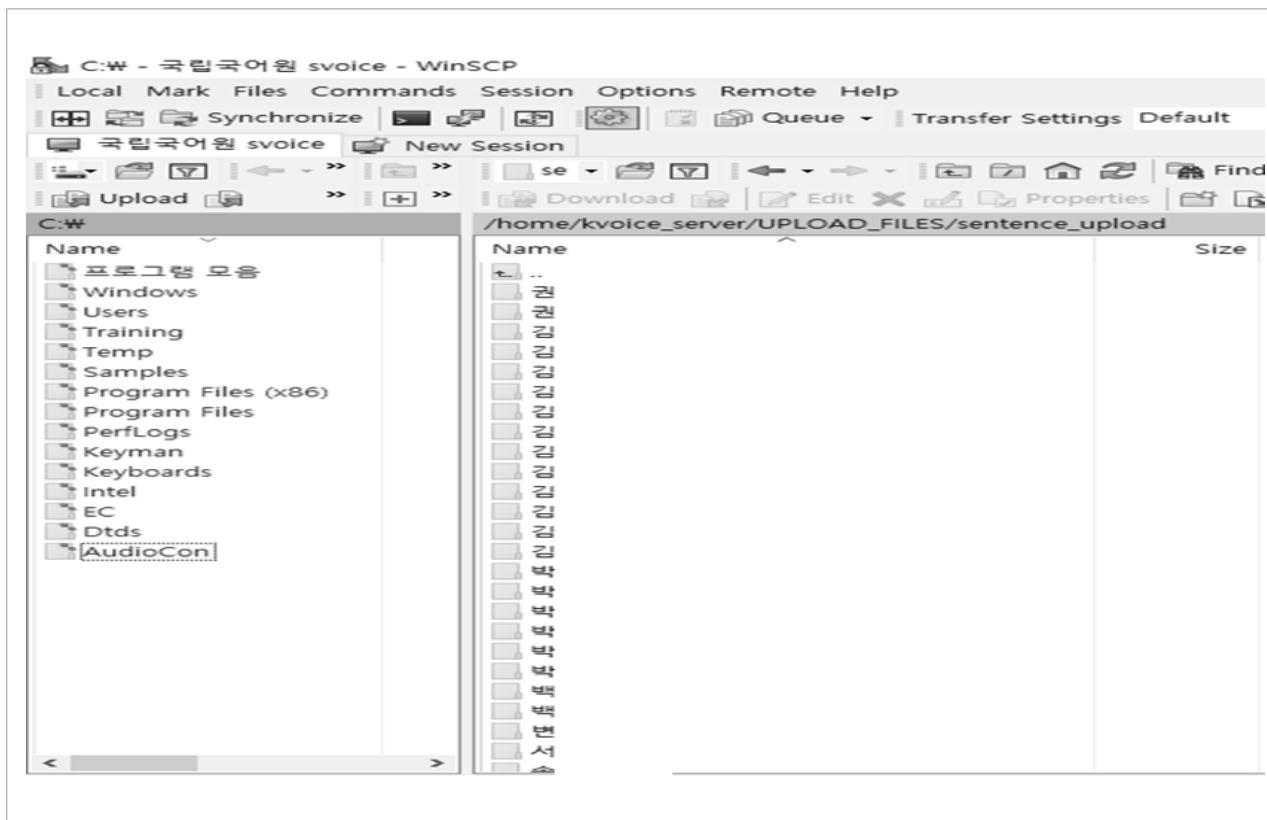 C:₩ - 국립국어원 svoice - WinSCP
Local Mark Files Commands Session Options Remote Help
Synchronize Queue Transfer Settings Default
국립국어원 svoice New Session
se Find
Upload Download Edit Properties
C:₩
Name
프로그램 모음
Windows
Users
Training
Temp
Samples
Program Files (x86)
Program Files
PerfLogs
Keyman
Keyboards
Intel
EC
Dtds
AudioCon
/home/kvoice_server/UPLOAD_FILES/sentence_upload
Name Size
..
권
권
김
김
김
김
김
김
김
김
김
김
김
김
박
박
박
박
박
박
백
백
변
서